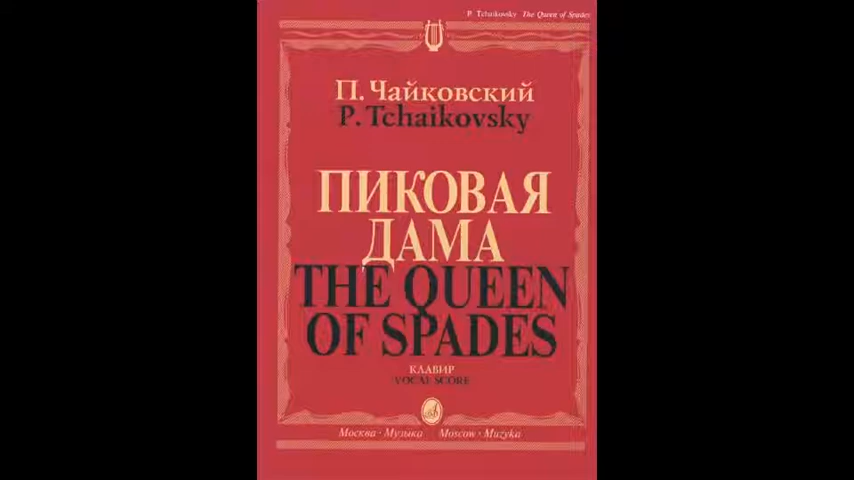 P. Tchaikovsky The Queen of Spades
П. Чайковский
P. Tchaikovsky
ПИКОВАЯ
ДАМА
THE QUEEN
OF SPADES
КЛАВИР
VOCAL SCORE
Москва · Музыка Moscow · Muzyka